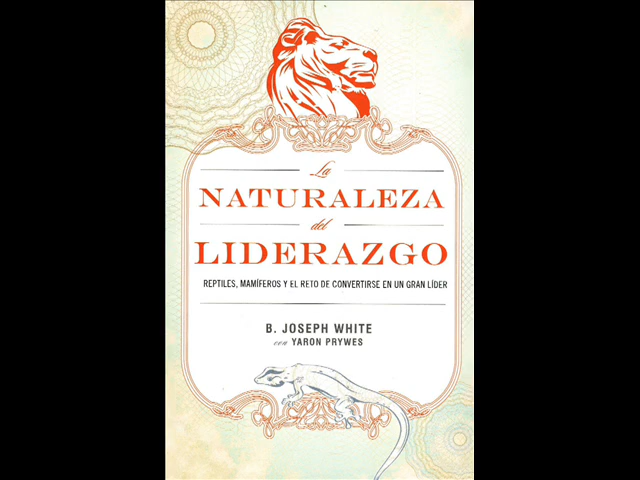 La
NATURALEZA
del
LIDERAZGO
REPTILES, MAMÍFEROS Y EL RETO DE CONVERTIRSE EN UN GRAN LÍDER
B. JOSEPH WHITE
con YARON PRYWES